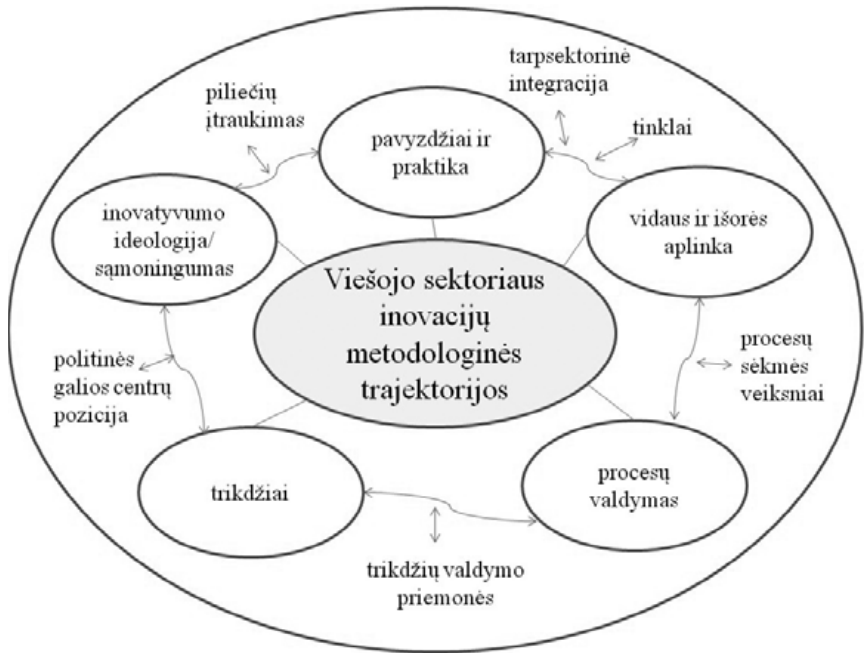 tarpsektorinė
integracija
piliečių
įtraukimas
tinklai
pavyzdžiai ir
praktika
inovatyvumo
ideologija/
sąmoningumas
vidaus ir išorės
aplinka
Viešojo sektoriaus
inovacijų
metodologinės
trajektorijos
politinės
galios centrų
pozicija
procesų
sėkmės
veiksniai
trikdžiai
procesų
valdymas
trikdžių valdymo
priemonės